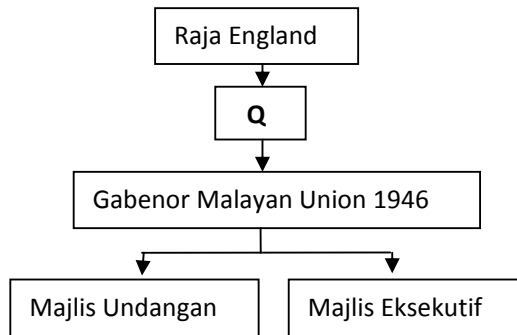 Raja England
Q
Gabenor Malayan Union 1946
Majlis Undangan
Majlis Eksekutif